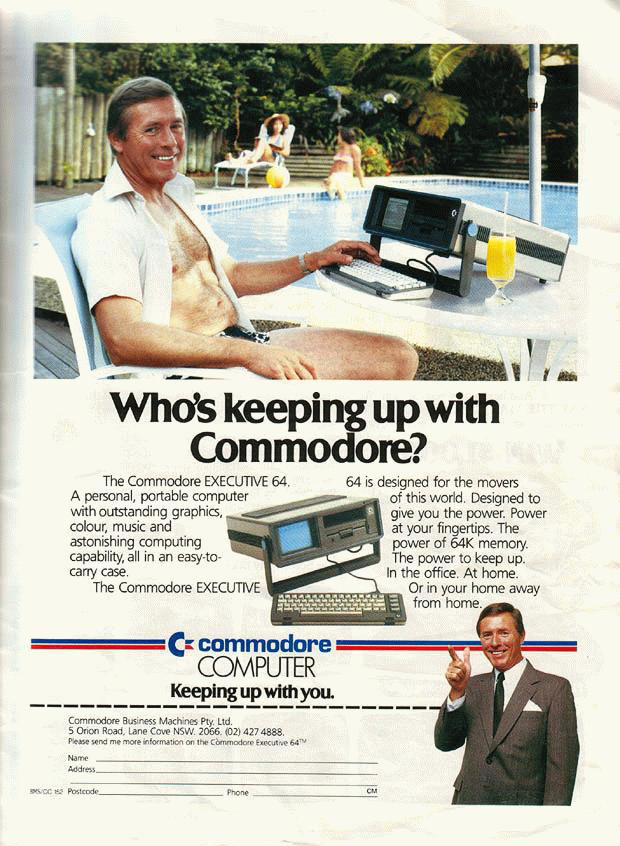 Who's keeping up with
Commodore?
The Commodore EXECUTIVE 64.
A personal, portable computer
with outstanding graphics,
colour, music and
astonishing computing
capability, all in an easy-to-
carry case.
The Commodore EXECUTIVE
64 is designed for the movers
of this world. Designed to
give you the power. Power
at your fingertips. The
power of 64K memory.
The power to keep up.
In the office. At home.
Or in your home away
from home.
commodore
COMPUTER
Keeping up with you.
Commodore Business Machines Pty. Ltd.
5 Orion Road, Lane Cove NSW. 2066. (02) 427 4888.
Please send me more information on the Commodore Executive 64™
Name
Address
Postcode Phone CM